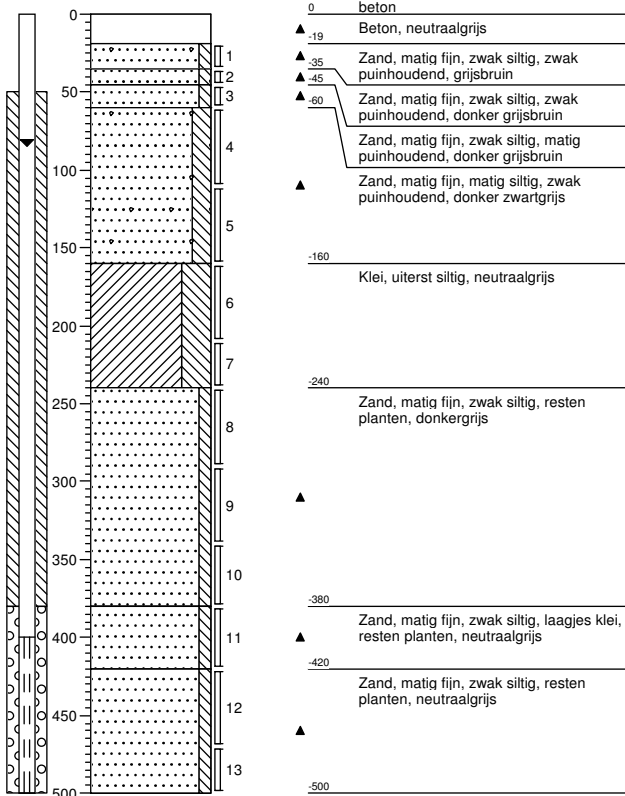 0
50
100
150
200
250
300
350
400
450
500
1
2
3
4
5
6
7
8
9
10
11
12
13
0 beton
Beton, neutraalgrijs
-19
Zand, matig fijn, zwak siltig, zwak
puinhoudend, grijsbruin
-35
Zand, matig fijn, zwak siltig, zwak
puinhoudend, donker grijsbruin
-45
Zand, matig fijn, zwak siltig, matig
puinhoudend, donker grijsbruin
-60
Zand, matig fijn, matig siltig, zwak
puinhoudend, donker zwartgrijs
-160
Klei, uiterst siltig, neutraalgrijs
-240
Zand, matig fijn, zwak siltig, resten
planten, donkergrijs
-380
Zand, matig fijn, zwak siltig, laagjes klei,
resten planten, neutraalgrijs
-420
Zand, matig fijn, zwak siltig, resten
planten, neutraalgrijs
-500